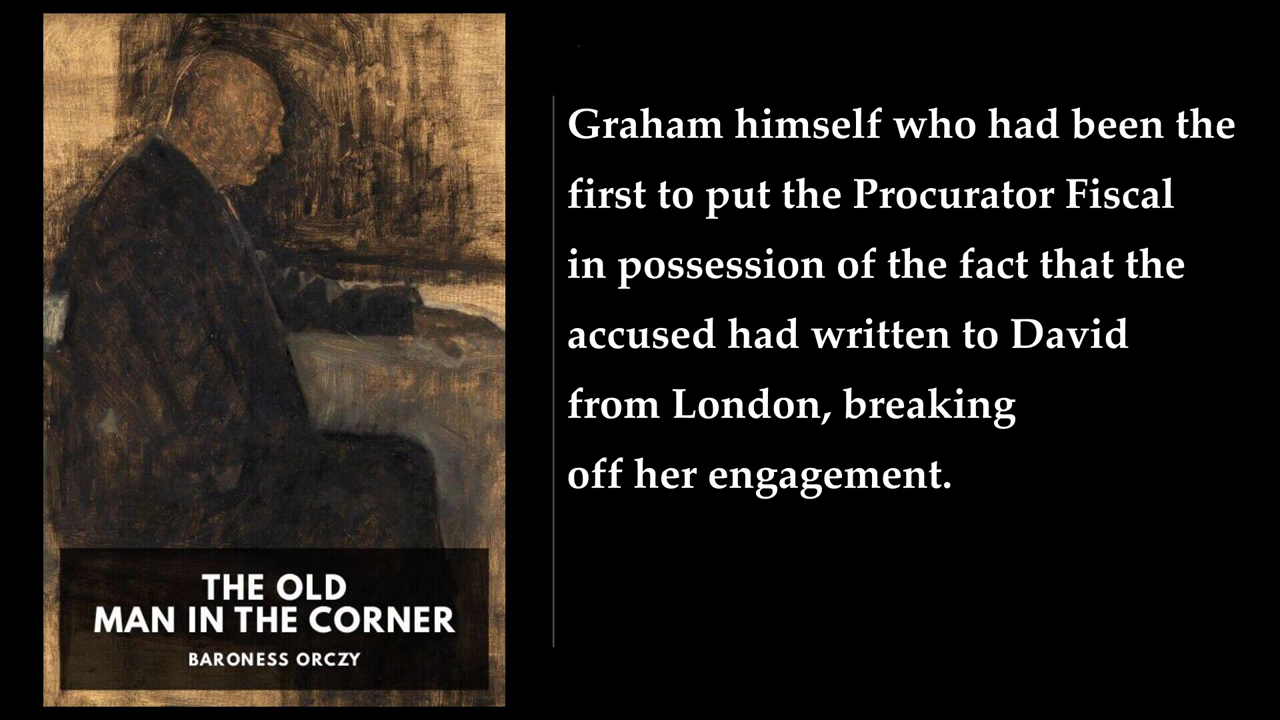 THE OLD
MAN IN THE CORNER
BARONESS ORCZY
Graham himself who had been the
first to put the Procurator Fiscal
in possession of the fact that the
accused had written to David
from London, breaking
off her engagement.